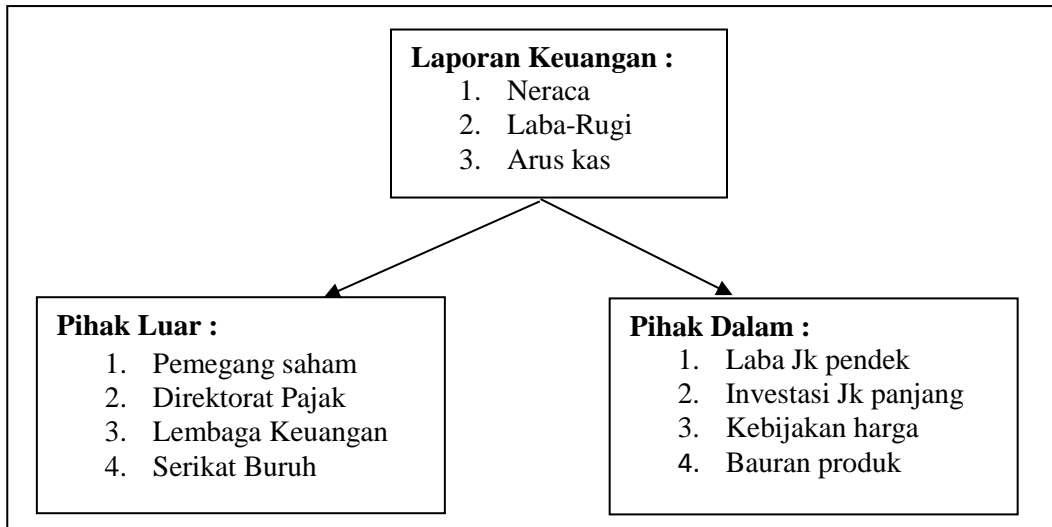 Laporan Keuangan :
1. Neraca
2. Laba-Rugi
3. Arus kas
Pihak Luar :
1. Pemegang saham
2. Direktorat Pajak
3. Lembaga Keuangan
4. Serikat Buruh
Pihak Dalam :
1. Laba Jk pendek
2. Investasi Jk panjang
3. Kebijakan harga
4. Bauran produk